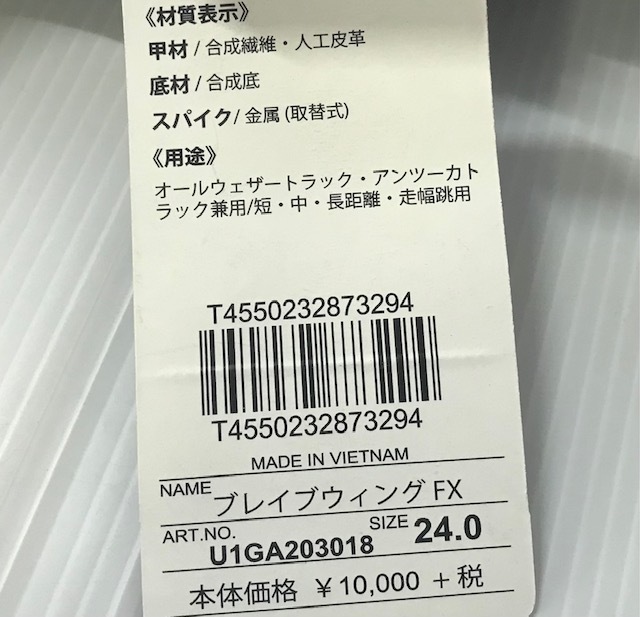 《材質表示》
甲材 / 合成繊維・人工皮革
底材 / 合成底
スパイク / 金属 (取替式)
《用途》
オールウェザートラック・アンツーカト
ラック兼用/短・中・長距離・走幅跳用
T4550232873294
T4550232873294
MADE IN VIETNAM
NAME ブレイブウィング FX
ART.NO. U1GA203018 SIZE 24.0
本体価格 ￥10,000 + 税